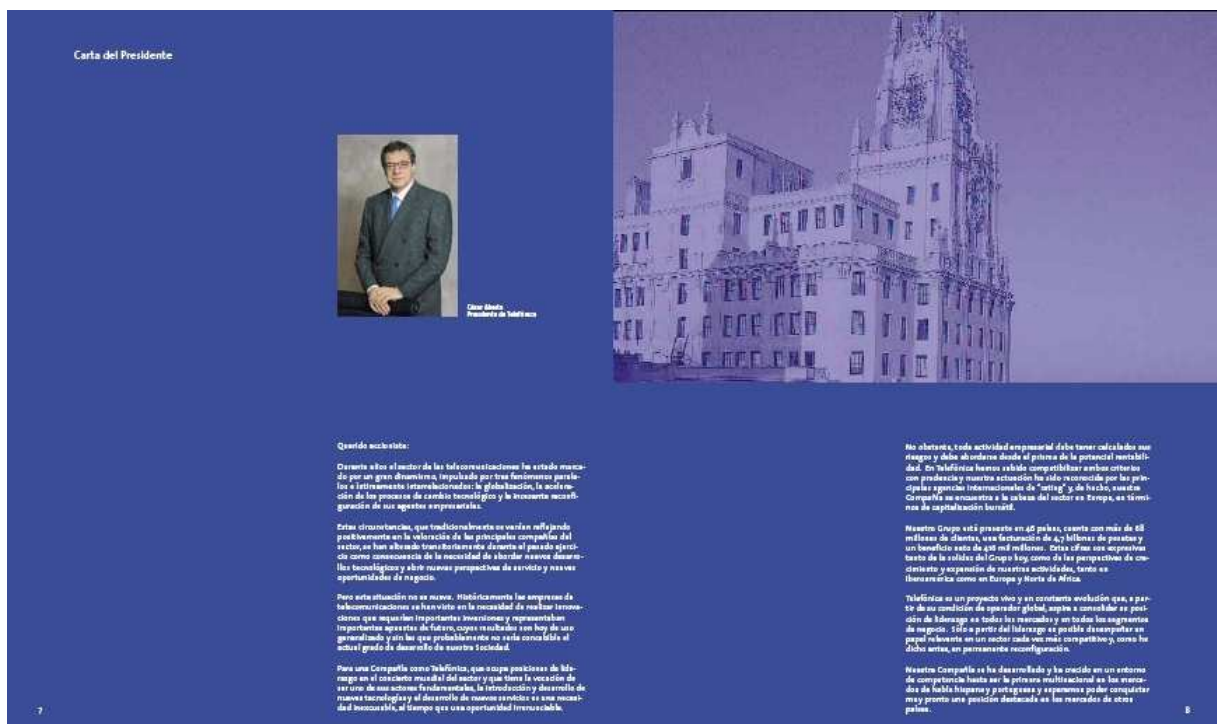 Carta del Presidente
César Alierta
Presidente de Telefónica
Querido accionista:
Durante años el sector de las telecomunicaciones ha estado marca-
do por un gran dinamismo, impulsado por tres fenómenos parale-
los e íntimamente interrelacionados: la globalización, la acelera-
ción de los procesos de cambio tecnológico y la incesante reconfi-
guración de sus agentes empresariales.
Estas circunstancias, que tradicionalmente se venían reflejando
positivamente en la valoración de las principales compañías del
sector, se han alterado transitoriamente durante el pasado ejerci-
cio como consecuencia de la necesidad de abordar nuevos desarro-
llos tecnológicos y abrir nuevas perspectivas de servicio y nuevas
oportunidades de negocio.
Pero esta situación no es nueva. Históricamente las empresas de
telecomunicaciones se han visto en la necesidad de realizar innova-
ciones que requerían importantes inversiones y representaban
importantes apuestas de futuro, cuyos resultados son hoy de uso
generalizado y sin las que probablemente no sería concebible el
actual grado de desarrollo de nuestra Sociedad.
Para una Compañía como Telefónica, que ocupa posiciones de lide-
razgo en el concierto mundial del sector y que tiene la vocación de
ser uno de sus actores fundamentales, la introducción y desarrollo de
nuevas tecnologías y el desarrollo de nuevos servicios es una necesi-
dad inexcusable, al tiempo que una oportunidad irrenunciable.
7
No obstante, toda actividad empresarial debe tener calculados sus
riesgos y debe abordarse desde el prisma de la potencial rentabili-
dad. En Telefónica hemos sabido compatibilizar ambos criterios
con prudencia y nuestra actuación ha sido reconocida por las prin-
cipales agencias internacionales de "rating" y, de hecho, nuestra
Compañía se encuentra a la cabeza del sector en Europa, en térmi-
nos de capitalización bursátil.
Nuestro Grupo está presente en 48 países, cuenta con más de 68
millones de clientes, una facturación de 4,7 billones de pesetas y
un beneficio neto de mil millones. Estas cifras son expresivas
tanto de la solidez del Grupo hoy, como de las perspectivas de cre-
cimiento y expansión de nuestras actividades, tanto en
Iberoamérica como en Europa y Norte de África.
Telefónica es un proyecto vivo y en constante evolución que, a par-
tir de su condición de operador global, aspira a consolidar su posi-
ción de liderazgo en todos los mercados y en todos los segmentos
de negocio. Sólo a partir del liderazgo es posible desempeñar un
papel relevante en un sector cada vez más competitivo y, como he
dicho antes, en permanente reconfiguración.
Nuestra Compañía se ha desarrollado y ha crecido en un entorno
de competencia hasta ser la primera multinacional en los merca-
dos de habla hispana y portuguesa y esperamos poder conquistar
muy pronto una posición destacada en los mercados de otros
países.
8